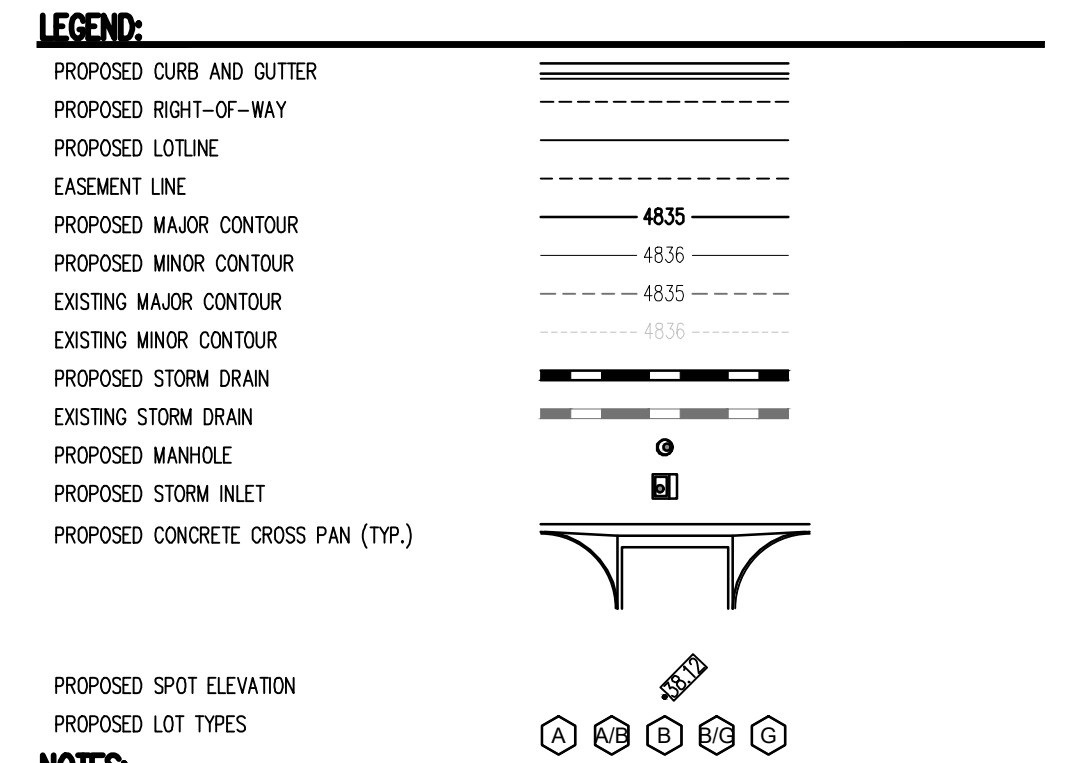 LEGEND:
PROPOSED CURB AND GUTTER
PROPOSED RIGHT-OF-WAY
PROPOSED LOTLINE
EASEMENT LINE
PROPOSED MAJOR CONTOUR 4835
PROPOSED MINOR CONTOUR 4836
EXISTING MAJOR CONTOUR 4835
EXISTING MINOR CONTOUR 4836
PROPOSED STORM DRAIN
EXISTING STORM DRAIN
PROPOSED MANHOLE
PROPOSED STORM INLET
PROPOSED CONCRETE CROSS PAN (TYP.)
PROPOSED SPOT ELEVATION 38.12
PROPOSED LOT TYPES A A/B B B/G G
NOTES: